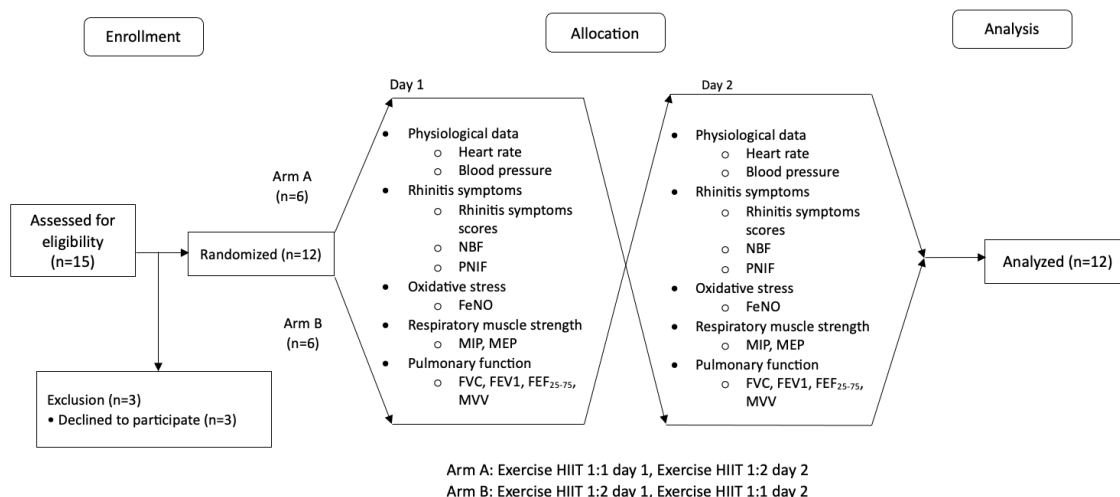 Enrollment
Allocation
Analysis
Assessed for
eligibility
(n=15)
Exclusion (n=3)
• Declined to participate (n=3)
Randomized (n=12)
Arm A
(n=6)
Arm B
(n=6)
Day 1
• Physiological data
o Heart rate
o Blood pressure
• Rhinitis symptoms
o Rhinitis symptoms
scores
o NBF
o PNIF
• Oxidative stress
o FeNO
• Respiratory muscle strength
o MIP, MEP
• Pulmonary function
o FVC, FEV1, FEF25-75,
MVV
Day 2
• Physiological data
o Heart rate
o Blood pressure
• Rhinitis symptoms
o Rhinitis symptoms
scores
o NBF
o PNIF
• Oxidative stress
o FeNO
• Respiratory muscle strength
o MIP, MEP
• Pulmonary function
o FVC, FEV1, FEF25-75,
MVV
Analyzed (n=12)
Arm A: Exercise HIIT 1:1 day 1, Exercise HIIT 1:2 day 2
Arm B: Exercise HIIT 1:2 day 1, Exercise HIIT 1:1 day 2